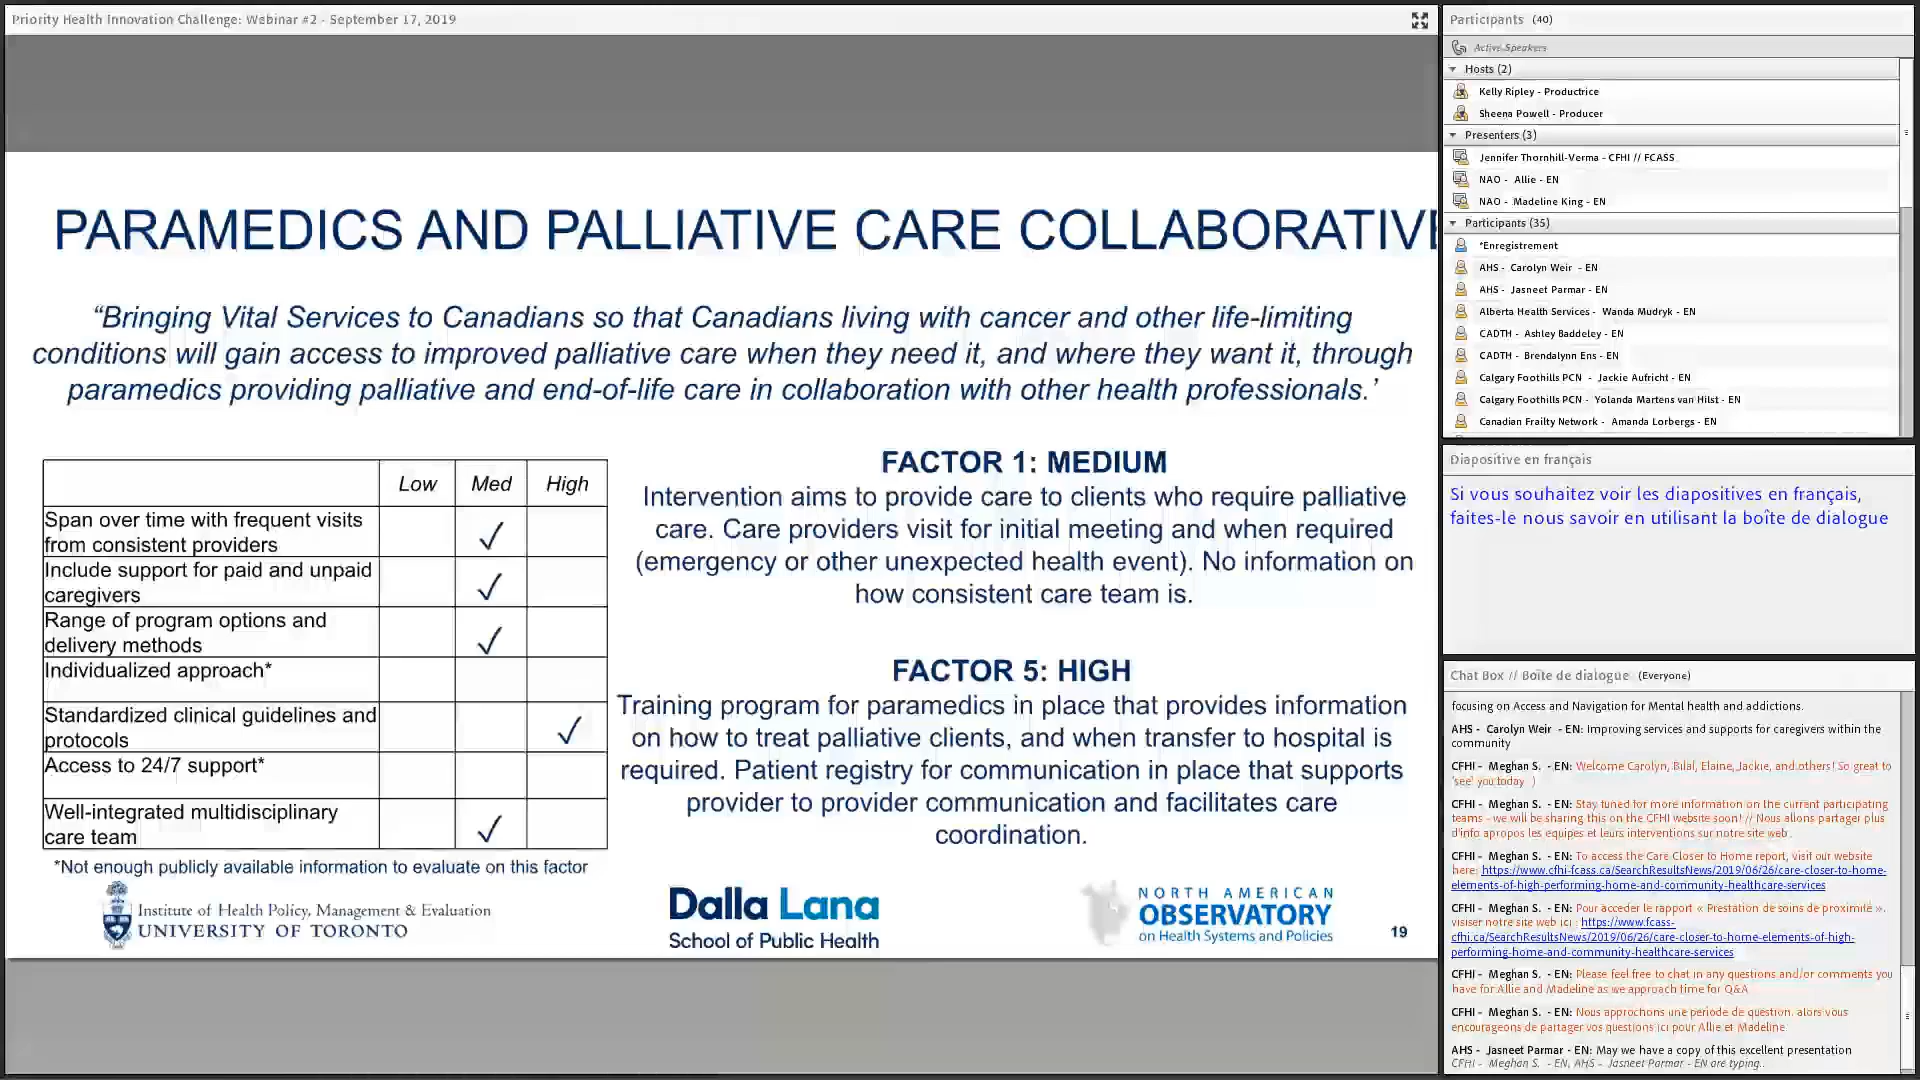 Priority Health Innovation Challenge: Webinar #2 - September 17, 2019
PARAMEDICS AND PALLIATIVE CARE COLLABORATIVE
“Bringing Vital Services to Canadians so that Canadians living with cancer and other life-limiting
conditions will gain access to improved palliative care when they need it, and where they want it, through
paramedics providing palliative and end-of-life care in collaboration with other health professionals.’
Low Med High
Span over time with frequent visits
from consistent providers ✓
Include support for paid and unpaid
caregivers ✓
Range of program options and
delivery methods ✓
Individualized approach*
Standardized clinical guidelines and
protocols ✓
Access to 24/7 support*
Well-integrated multidisciplinary
care team ✓
*Not enough publicly available information to evaluate on this factor
FACTOR 1: MEDIUM
Intervention aims to provide care to clients who require palliative
care. Care providers visit for initial meeting and when required
(emergency or other unexpected health event). No information on
how consistent care team is.
FACTOR 5: HIGH
Training program for paramedics in place that provides information
on how to treat palliative clients, and when transfer to hospital is
required. Patient registry for communication in place that supports
provider to provider communication and facilitates care
coordination.
Institute of Health Policy, Management & Evaluation
UNIVERSITY OF TORONTO
Dalla Lana
School of Public Health
NORTH AMERICAN
OBSERVATORY
on Health Systems and Policies
19
Participants (40)
Active Speakers
Hosts (2)
Kelly Ripley - Productrice
Sheena Powell - Producer
Presenters (3)
Jennifer Thornhill-Verma - CFHI // FCASS
NAO - Allie - EN
NAO - Madeline King - EN
Participants (35)
*Enregistrement
AHS - Carolyn Weir - EN
AHS - Jasneet Parmar - EN
Alberta Health Services - Wanda Mudryk - EN
CADTH - Ashley Baddeley - EN
CADTH - Brendalynn Ens - EN
Calgary Foothills PCN - Jackie Aufricht - EN
Calgary Foothills PCN - Yolanda Martens van Hilst - EN
Canadian Frailty Network - Amanda Lorbergs - EN
Diapositive en français
Si vous souhaitez voir les diapositives en français,
faites-le nous savoir en utilisant la boîte de dialogue
Chat Box // Boîte de dialogue (Everyone)
focusing on Access and Navigation for Mental health and addictions.
AHS - Carolyn Weir - EN: Improving services and supports for caregivers within the
community
CFHI - Meghan S. - EN: Welcome Carolyn, Bilal, Elaine, Jackie, and others! So great to
'see' you today :)
CFHI - Meghan S. - EN: Stay tuned for more information on the current participating
teams - we will be sharing this on the CFHI website soon! // Nous allons partager plus
d'info apropos les equipes et leurs interventions sur notre site web.
CFHI - Meghan S. - EN: To access the Care Closer to Home report, visit our website
here: https://www.cfhi-fcass.ca/SearchResultsNews/2019/06/26/care-closer-to-home-
elements-of-high-performing-home-and-community-healthcare-services
CFHI - Meghan S. - EN: Pour acceder le rapport « Prestation de soins de proximité »,
visiser notre site web ici : https://www.fcass-
cfhi.ca/SearchResultsNews/2019/06/26/care-closer-to-home-elements-of-high-
performing-home-and-community-healthcare-services
CFHI - Meghan S. - EN: Please feel free to chat in any questions and/or comments you
have for Allie and Madeline as we approach time for Q&A
CFHI - Meghan S. - EN: Nous approchons une periode de question, alors vous
encourageons de partager vos questions ici pour Allie et Madeline.
AHS - Jasneet Parmar - EN: May we have a copy of this excellent presentation
CFHI - Meghan S. - EN, AHS - Jasneet Parmar - EN are typing..